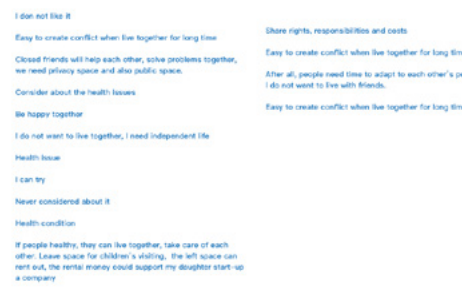 I don not like it
Easy to create conflict when live together for long time
Closed friends will help each other, solve problems together,
we need privacy space and also public space.
Consider about the health Issues
Be happy together
I do not want to live together, I need independent life
Health Issue
I can try
Never considered about it
Health condition
If people healthy, they can live together, take care of each
other. Leave space for children's visiting, the left space can
rent out, the rental money could support my daughter start-up
a company
Share rights, responsibilities and costs
Easy to create conflict when live together for long
After all, people need time to adapt to each other's
I do not want to live with friends.
Easy to create conflict when live together for long